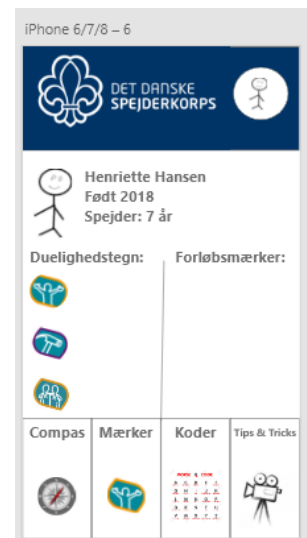 iPhone 6/7/8 – 6
DET DANSKE
SPEJDERKORPS
Henriette Hansen
Født 2018
Spejder: 7 år
Duelighedstegn:
Forløbsmærker:
Compas
Mærker
Koder
Tips & Tricks